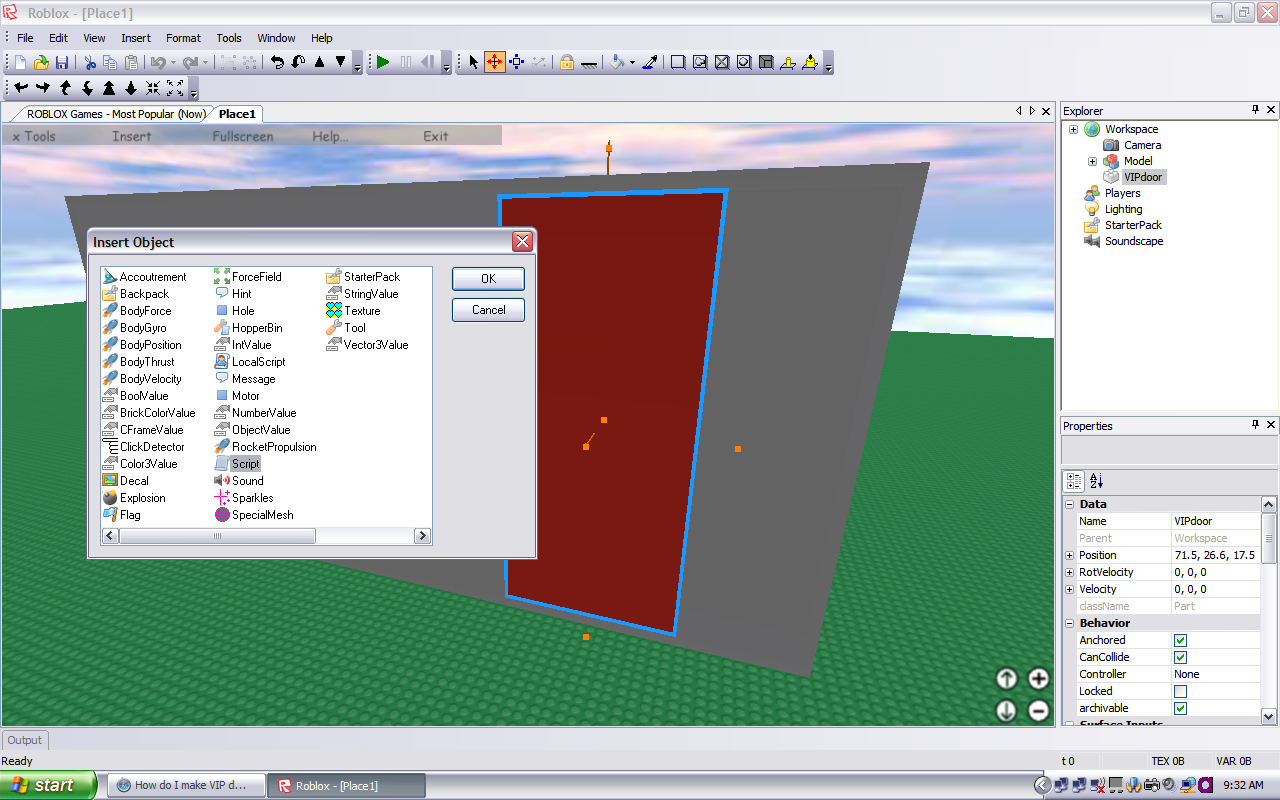 Roblox - [Place1]
File Edit View Insert Format Tools Window Help
ROBLOX Games - Most Popular (Now) Place1
x Tools Insert Fullscreen Help... Exit
Insert Object
Accoutrement ForceField StarterPack
Backpack Hint StringValue
BodyForce Hole Texture
BodyGyro HopperBin Tool
BodyPosition IntValue Vector3Value
BodyThrust LocalScript
BodyVelocity Message
BoolValue Motor
BrickColorValue NumberValue
CFrameValue ObjectValue
ClickDetector RocketPropulsion
Color3Value Script
Decal Sound
Explosion Sparkles
Flag SpecialMesh
OK
Cancel
Explorer
Workspace
Camera
Model
VIPdoor
Players
Lighting
StarterPack
Soundscape
Properties
Data
Name VIPdoor
Parent Workspace
Position 71.5, 26.6, 17.5
RotVelocity 0, 0, 0
Velocity 0, 0, 0
className Part
Behavior
Anchored
CanCollide
Controller None
Locked
archivable
Surface Inputs
Output
Ready t 0 TEX 0B VAR 0B
start How do I make VIP d... Roblox - [Place1] 9:32 AM